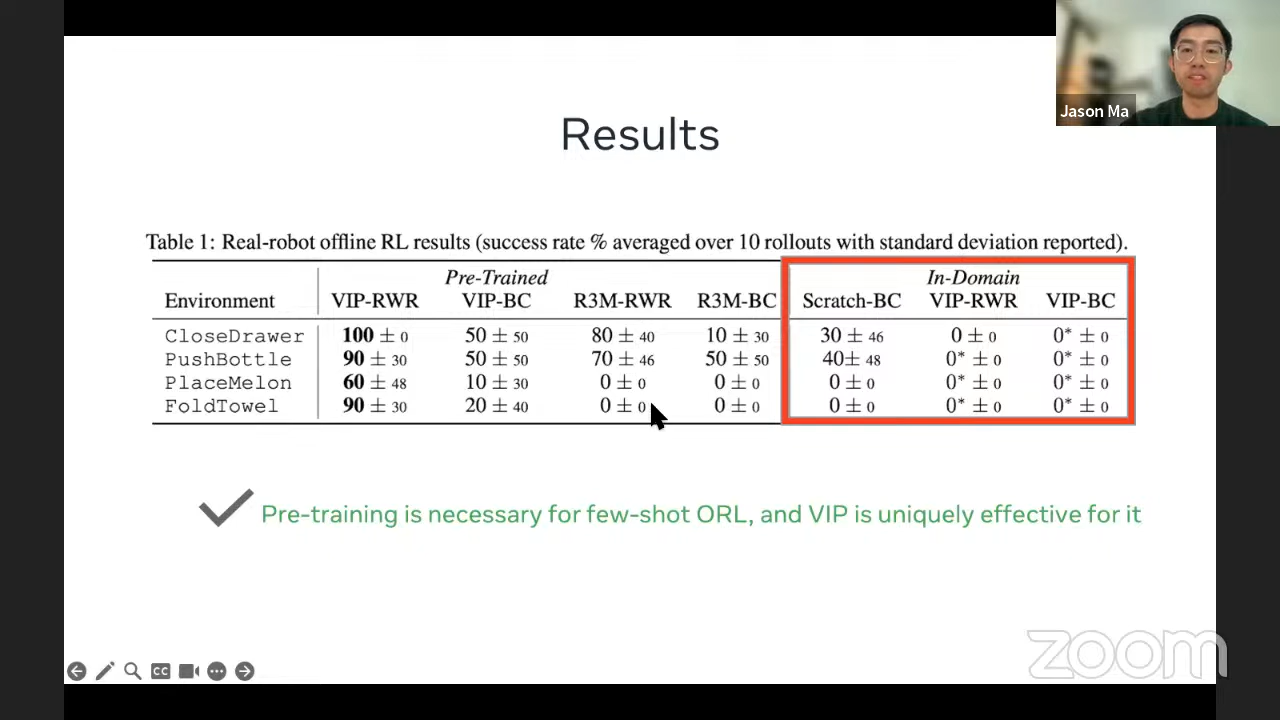 Jason Ma
Results
Table 1: Real-robot offline RL results (success rate % averaged over 10 rollouts with standard deviation reported).
Pre-Trained In-Domain
Environment VIP-RWR VIP-BC R3M-RWR R3M-BC Scratch-BC VIP-RWR VIP-BC
CloseDrawer 100 ± 0 50 ± 50 80 ± 40 10 ± 30 30 ± 46 0 ± 0 0* ± 0
PushBottle 90 ± 30 50 ± 50 70 ± 46 50 ± 50 40± 48 0* ± 0 0* ± 0
PlaceMelon 60 ± 48 10 ± 30 0 ± 0 0 ± 0 0 ± 0 0* ± 0 0* ± 0
FoldTowel 90 ± 30 20 ± 40 0 ± 0 0 ± 0 0 ± 0 0* ± 0 0* ± 0
Pre-training is necessary for few-shot ORL, and VIP is uniquely effective for it
CC
zoom